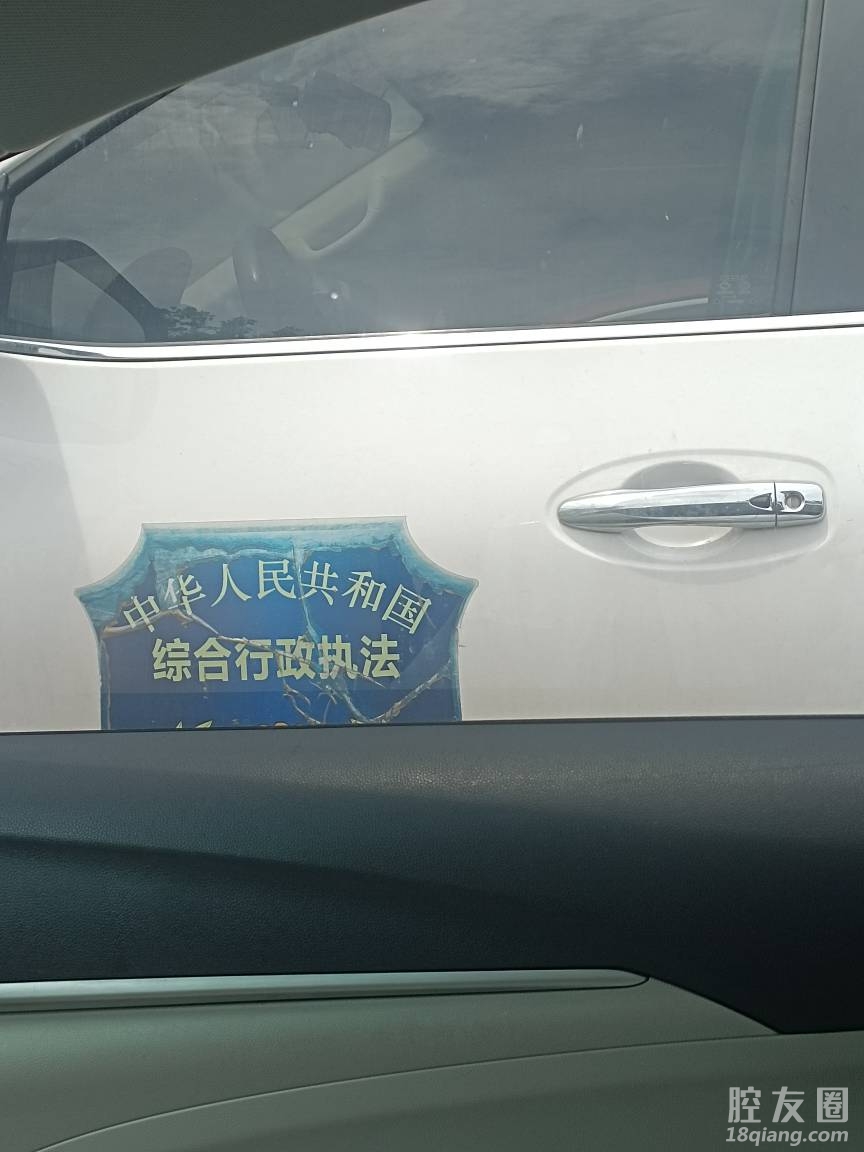 中华人民共和国
综合行政执法
腔友圈
18qiang.com